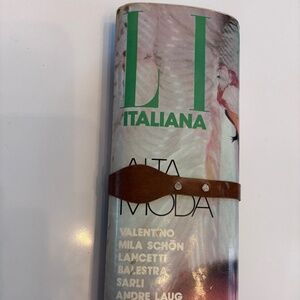 LI
ITALIANA
ALTA
MODA
VALENTINO
MILA SCHÖN
LANCETTI
BALESTRA
SARLI
ANDRE LAUG